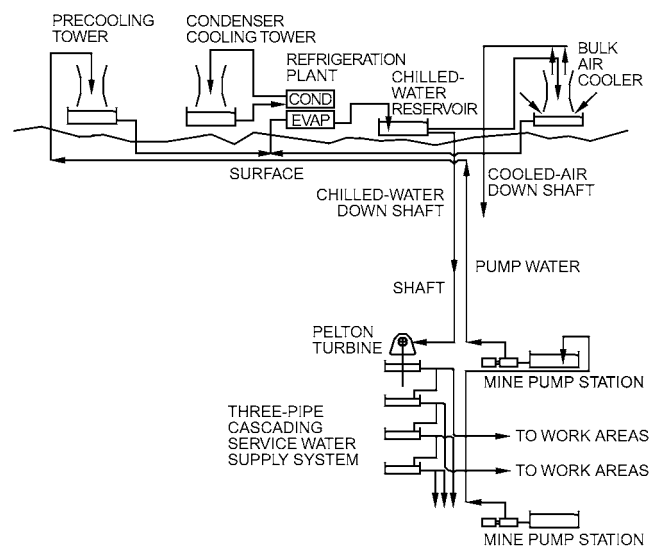 PRECOOLING
TOWER
CONDENSER
COOLING TOWER
REFRIGERATION
PLANT
COND
EVAP
CHILLED-
WATER
RESERVOIR
BULK
AIR
COOLER
SURFACE
CHILLED-WATER
DOWN SHAFT
COOLED-AIR
DOWN SHAFT
SHAFT
PUMP WATER
PELTON
TURBINE
MINE PUMP STATION
THREE-PIPE
CASCADING
SERVICE WATER
SUPPLY SYSTEM
TO WORK AREAS
TO WORK AREAS
MINE PUMP STATION